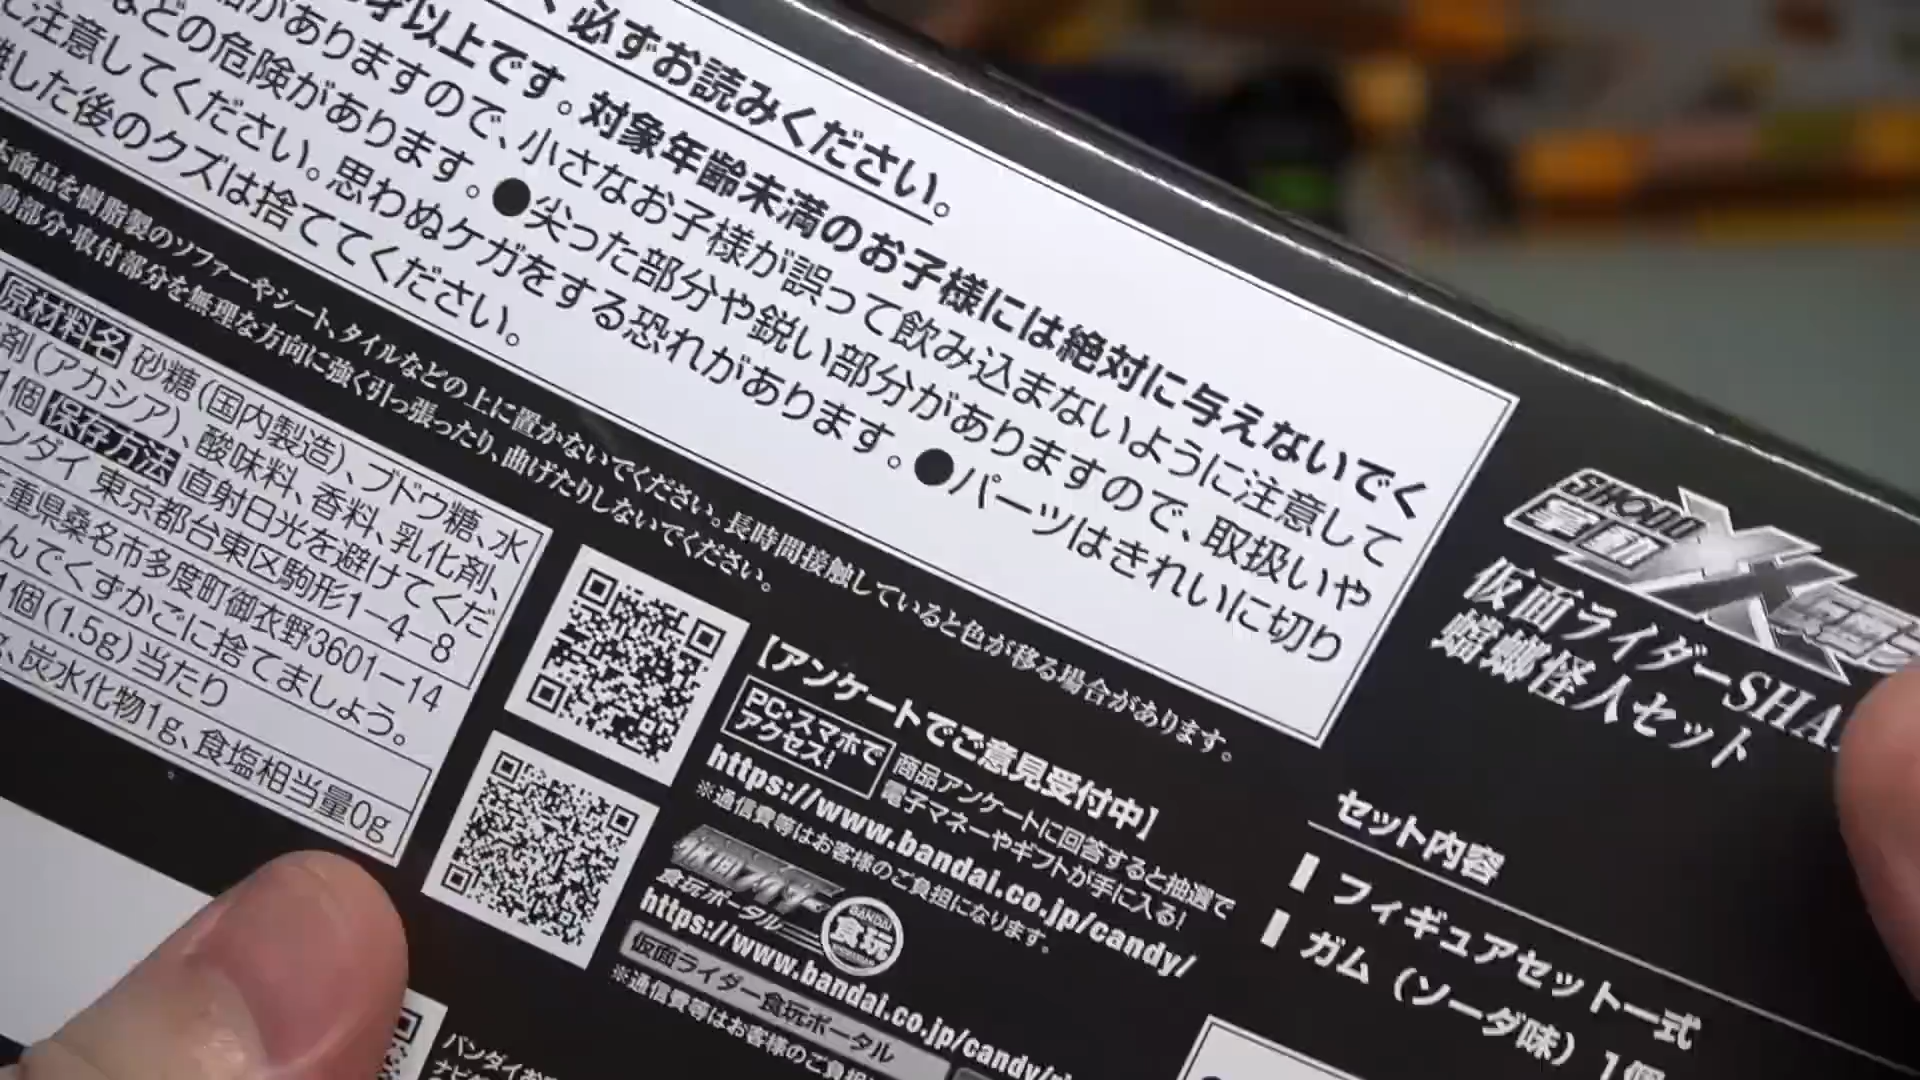 、必ずお読みください。
才以上です。対象年齢未満のお子様には絶対に与えないでく
がありますので、小さなお子様が誤って飲み込まないように注意して
などの危険があります。●尖った部分や鋭い部分がありますので、取扱いや
注意してください。思わぬケガをする恐れがあります。●パーツはきれいに切り
した後のクズは捨ててください。
商品を樹脂製のソファーやシート、タイルなどの上に置かないでください。長時間接触していると色が移る場合があります。
動部分・取付部分を無理な方向に強く引っ張ったり、曲げたりしないでください。
原材料名 砂糖(国内製造)、ブドウ糖、水
剤(アカシア)、酸味料、香料、乳化剤、
1個 保存方法 直射日光を避けてくだ
ンダイ 東京都台東区駒形1-4-8
三重県桑名市多度町御衣野3601-14
んでくずかごに捨てましょう。
1個(1.5g)当たり
、炭水化物1g、食塩相当量0g
【アンケートでご意見受付中】
PC・スマホで
アクセス!
商品アンケートに回答すると抽選で
電子マネーやギフトが手に入る!
https://www.bandai.co.jp/candy/
※通信費等はお客様のご負担になります。
仮面ライダー
食玩ポータル
BANDAI
食玩
https://www.bandai.co.jp/candy/
仮面ライダー食玩ポータル
※通信費等はお客様のご負担
バンダイお
SHODO
掌動
X
仮面ライダーSHA
蟷螂怪人セット
セット内容
フィギュアセット一式
ガム(ソーダ味)1個